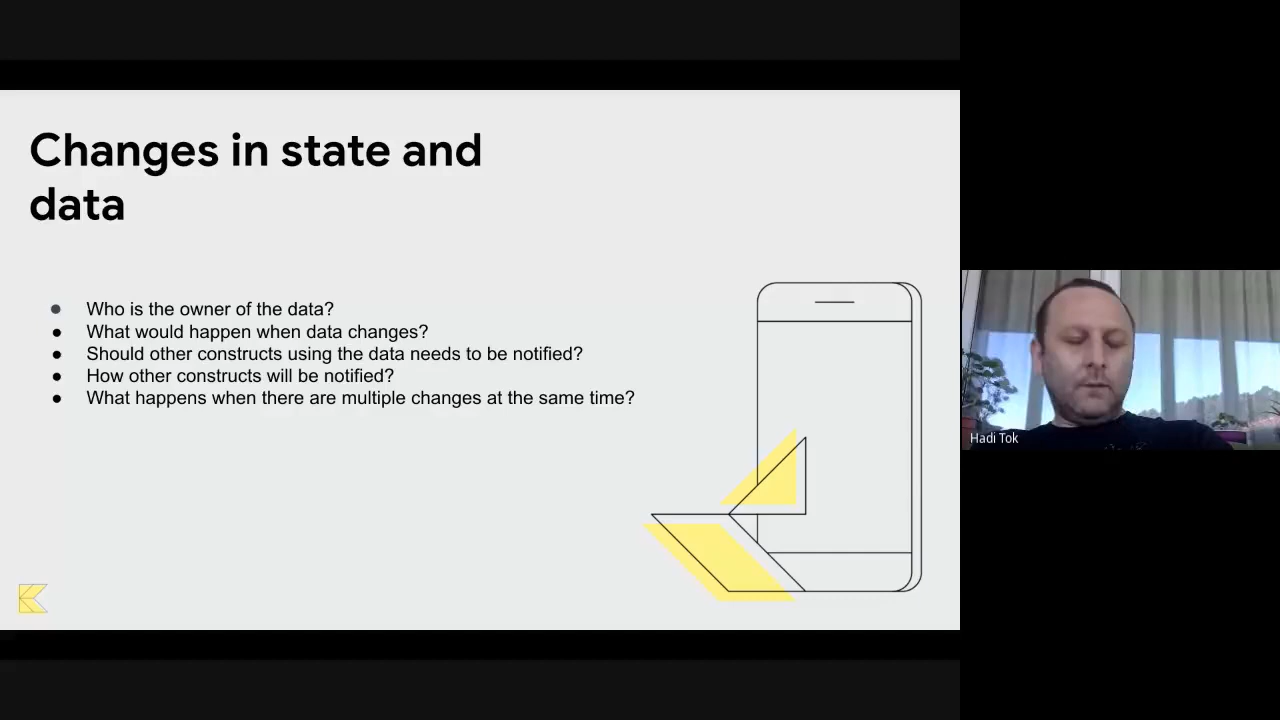 Changes in state and
data
Who is the owner of the data?
What would happen when data changes?
Should other constructs using the data needs to be notified?
How other constructs will be notified?
What happens when there are multiple changes at the same time?
Hadi Tok